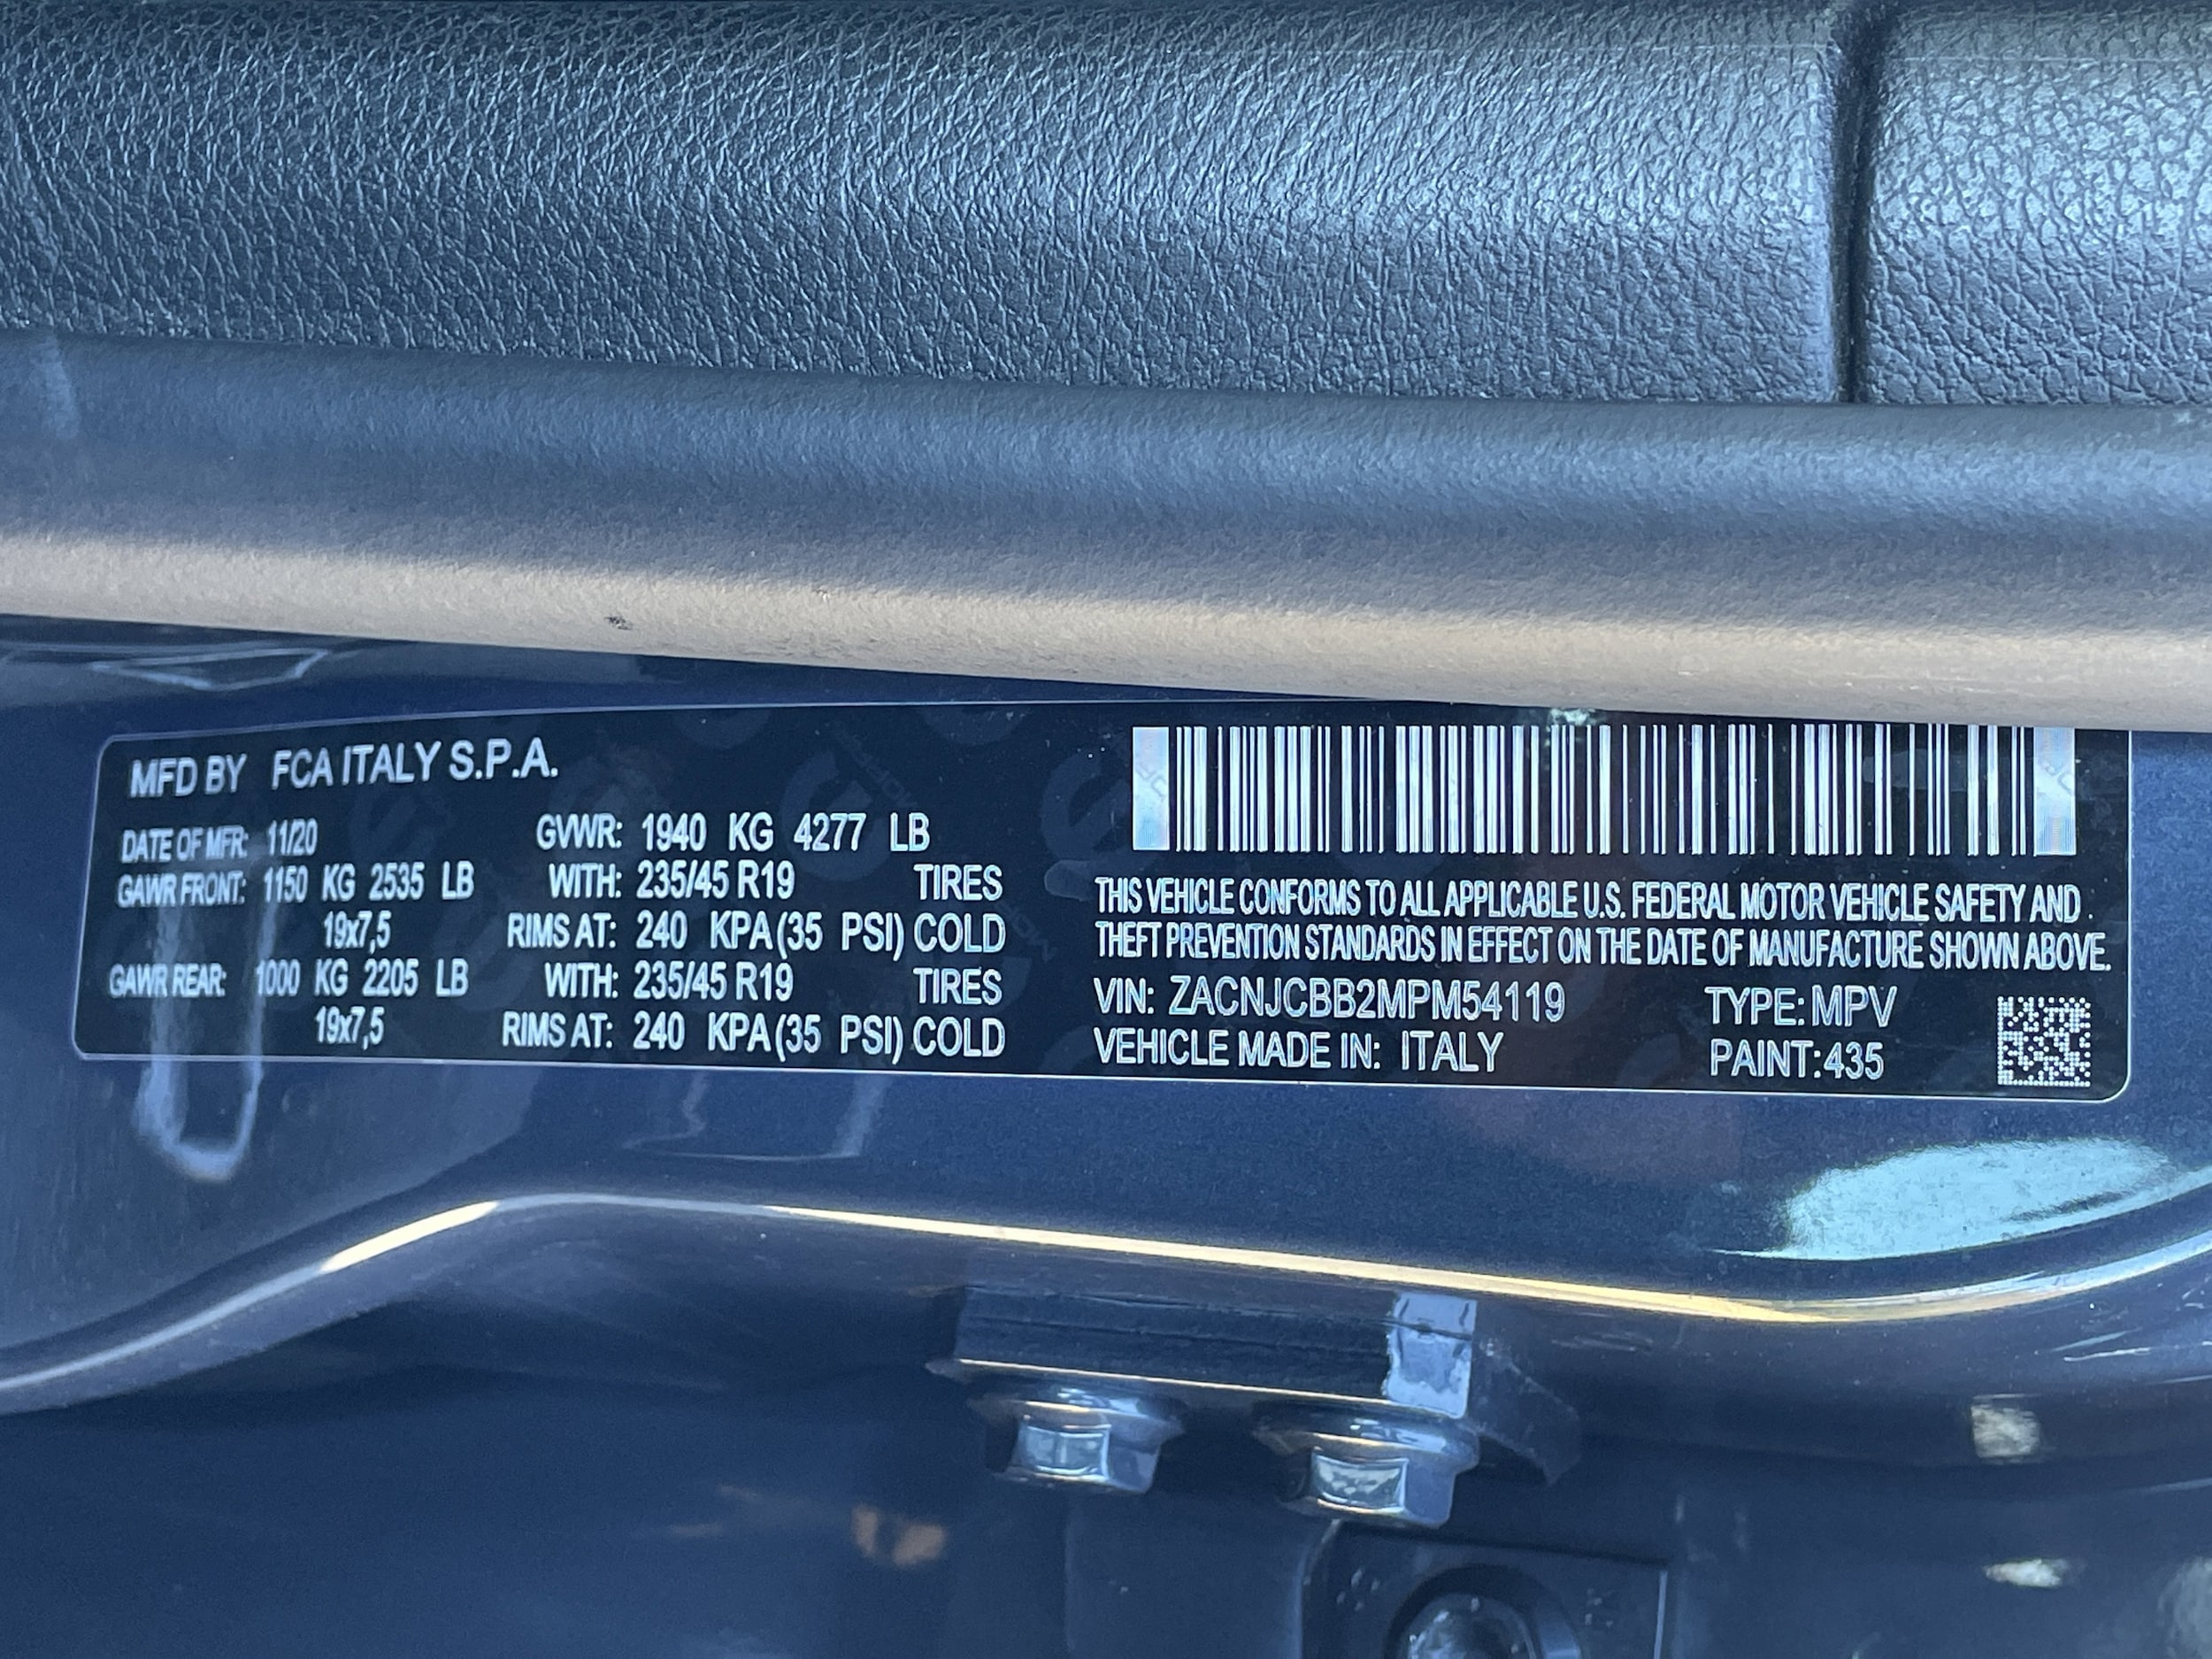 MFD BY FCA ITALY S.P.A.
DATE OF MFR: 11/20 GVWR: 1940 KG 4277 LB
GAWR FRONT: 1150 KG 2535 LB WITH: 235/45 R19 TIRES
19x7,5 RIMS AT: 240 KPA(35 PSI) COLD
GAWR REAR: 1000 KG 2205 LB WITH: 235/45 R19 TIRES
19x7,5 RIMS AT: 240 KPA(35 PSI) COLD
THIS VEHICLE CONFORMS TO ALL APPLICABLE U.S. FEDERAL MOTOR VEHICLE SAFETY AND
THEFT PREVENTION STANDARDS IN EFFECT ON THE DATE OF MANUFACTURE SHOWN ABOVE.
VIN: ZACNJCBB2MPM54119 TYPE: MPV
VEHICLE MADE IN: ITALY PAINT:435